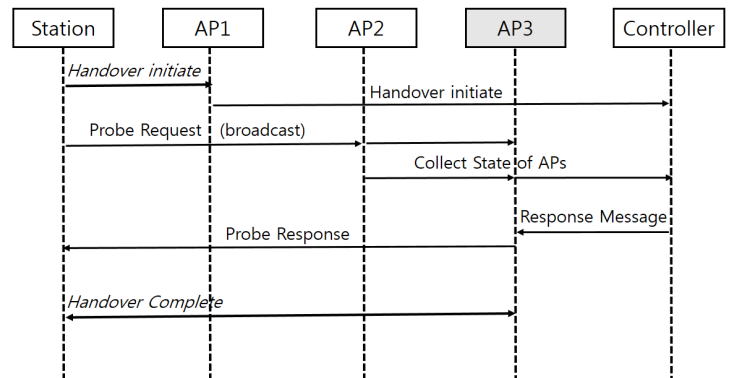 Station
AP1
AP2
AP3
Controller
Handover initiate
Handover initiate
Probe Request (broadcast)
Collect State of APs
Response Message
Probe Response
Handover Complete